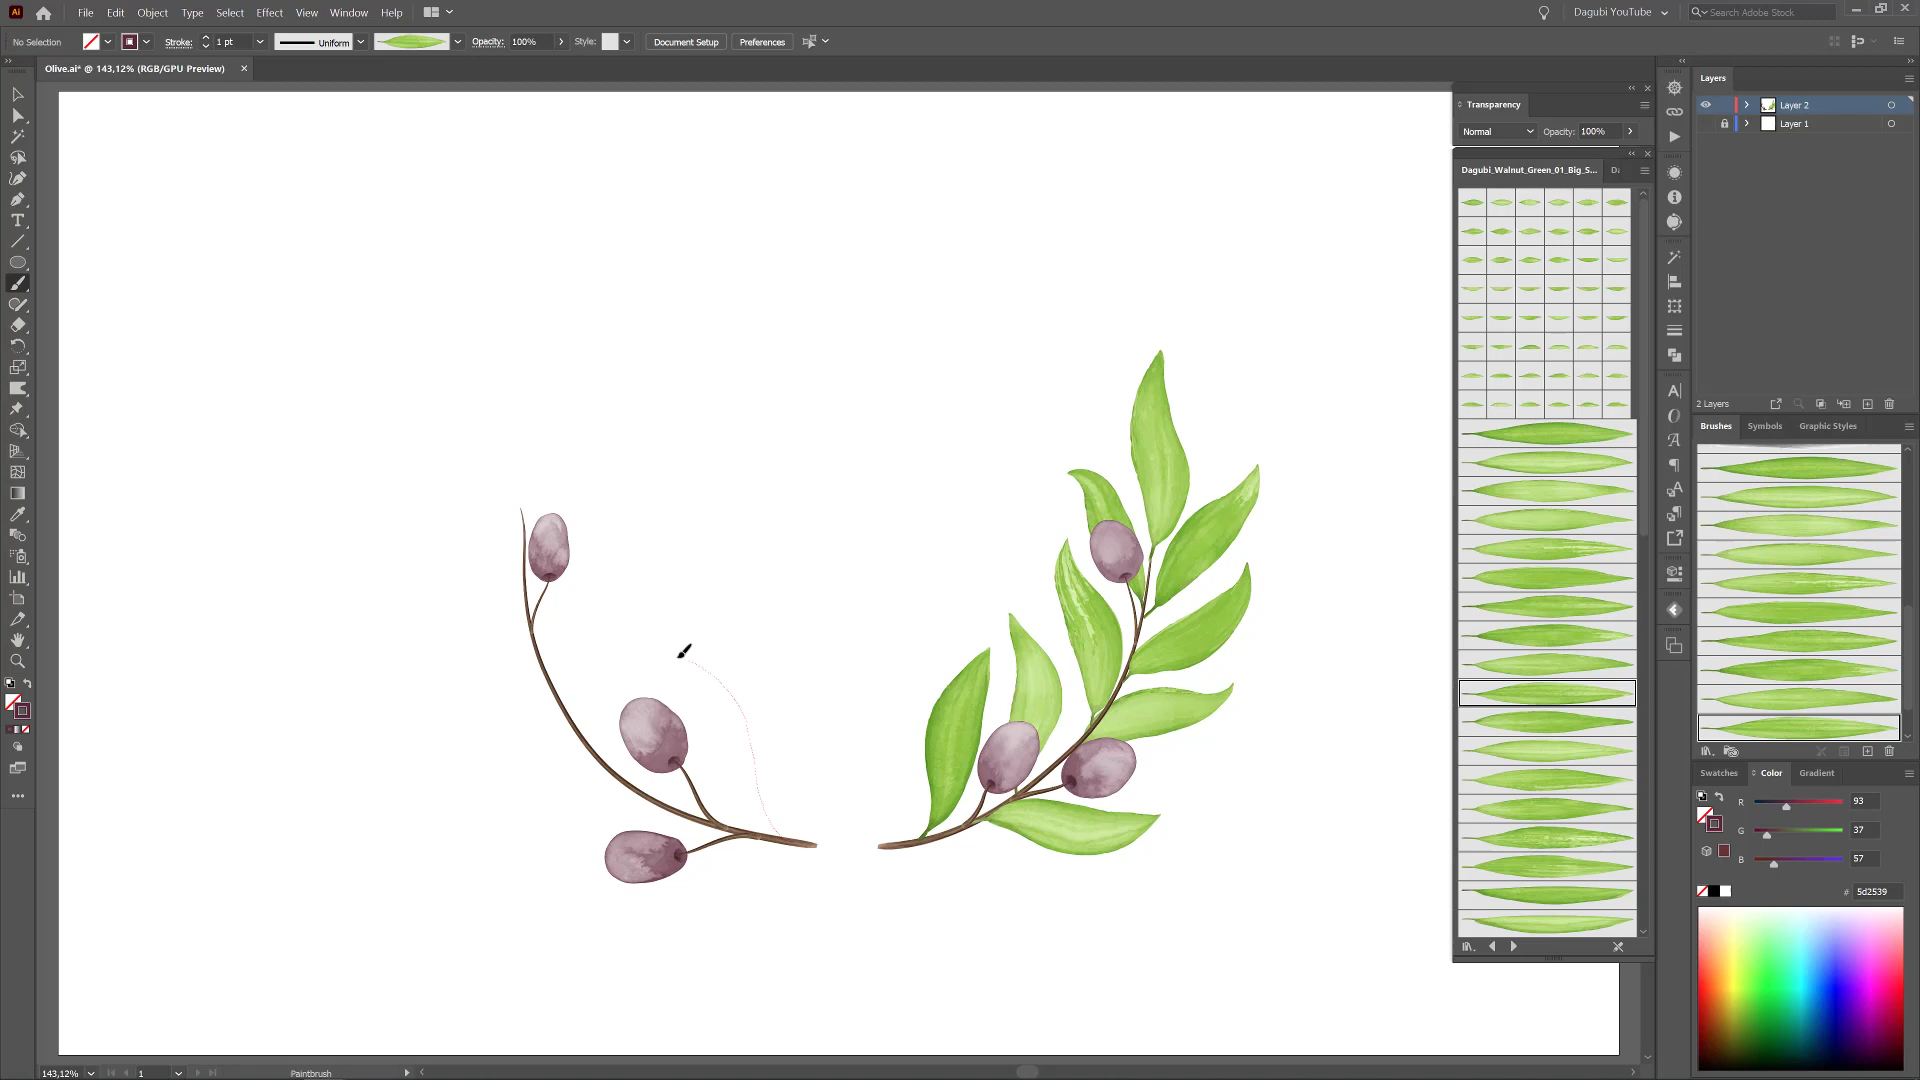 Ai File Edit Object Type Select Effect View Window Help Dagubi YouTube Search Adobe Stock
No Selection Stroke: 1 pt Uniform Opacity: 100% Style: Document Setup Preferences
Olive.ai* @ 143,12% (RGB/GPU Preview)
Layers
Transparency
Layer 2
Normal Opacity: 100%
Layer 1
Dagubi_Walnut_Green_01_Big_S...
2 Layers
Brushes Symbols Graphic Styles
Swatches Color Gradient
R 93
G 37
B 57
# 5d2539
143,12% 1 Paintbrush